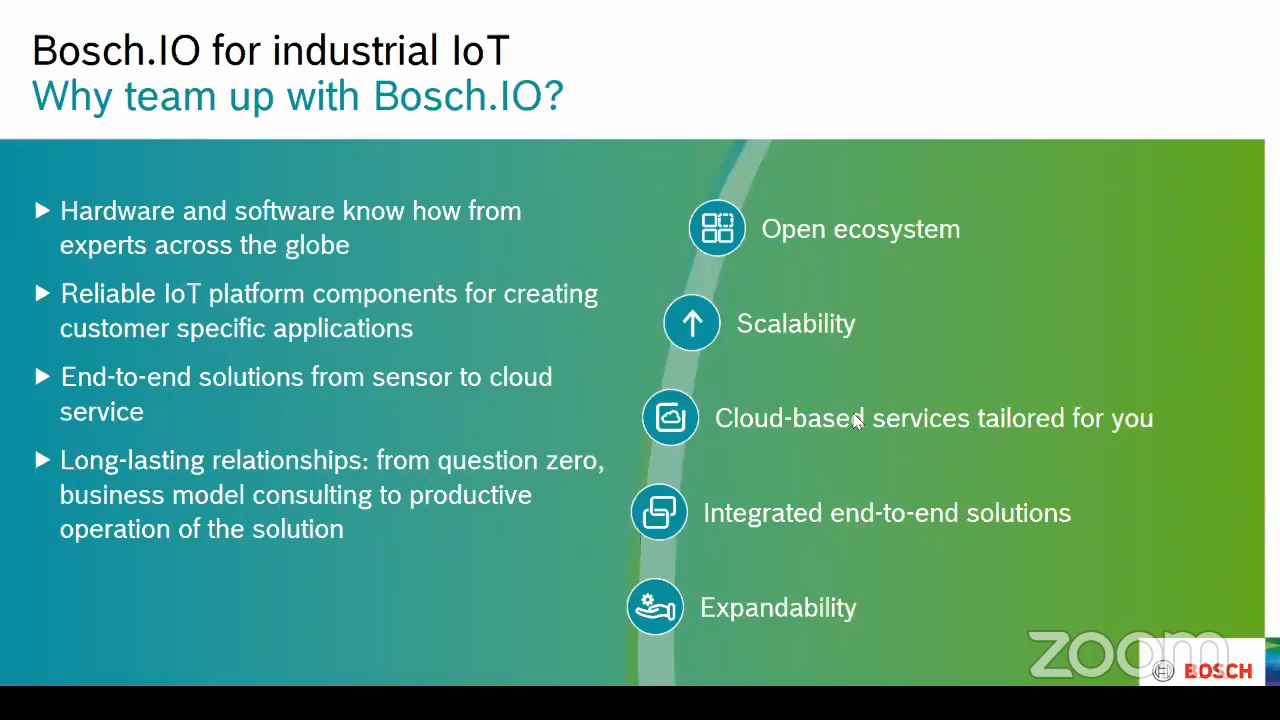 Bosch.IO for industrial IoT
Why team up with Bosch.IO?
Hardware and software know how from
experts across the globe
Reliable IoT platform components for creating
customer specific applications
End-to-end solutions from sensor to cloud
service
Long-lasting relationships: from question zero,
business model consulting to productive
operation of the solution
Open ecosystem
Scalability
Cloud-based services tailored for you
Integrated end-to-end solutions
Expandability
zoom
BOSCH